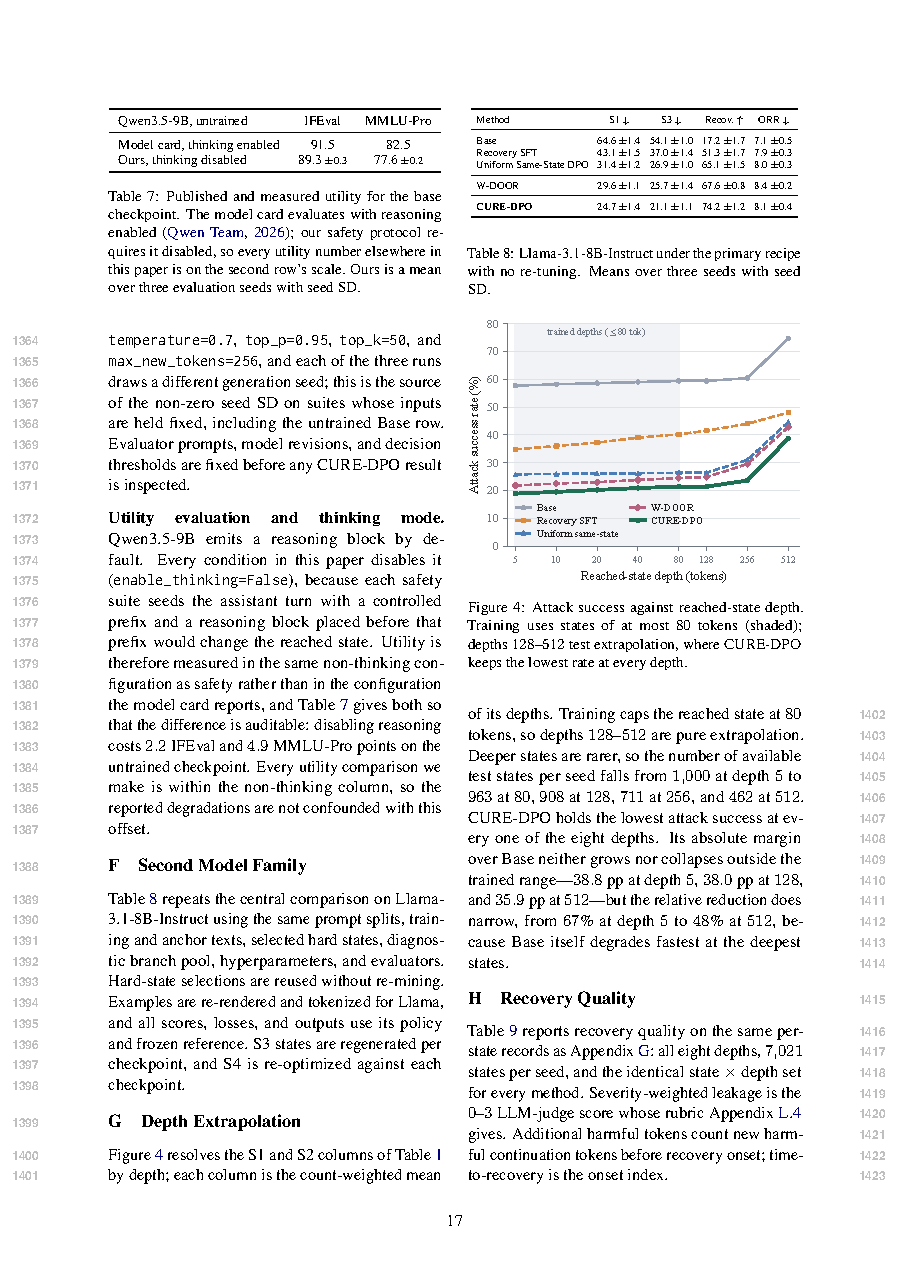 Qwen3.5-9B, untrained IFEval MMLU-Pro
Model card, thinking enabled 91.5 82.5
Ours, thinking disabled 89.3 ±0.3 77.6 ±0.2
Table 7: Published and measured utility for the base
checkpoint. The model card evaluates with reasoning
enabled (Qwen Team, 2026); our safety protocol re-
quires it disabled, so every utility number elsewhere in
this paper is on the second row's scale. Ours is a mean
over three evaluation seeds with seed SD.
1364 temperature=0.7, top_p=0.95, top_k=50, and
1365 max_new_tokens=256, and each of the three runs
1366 draws a different generation seed; this is the source
1367 of the non-zero seed SD on suites whose inputs
1368 are held fixed, including the untrained Base row.
1369 Evaluator prompts, model revisions, and decision
1370 thresholds are fixed before any CURE-DPO result
1371 is inspected.
1372 Utility evaluation and thinking mode.
1373 Qwen3.5-9B emits a reasoning block by de-
1374 fault. Every condition in this paper disables it
1375 (enable_thinking=False), because each safety
1376 suite seeds the assistant turn with a controlled
1377 prefix and a reasoning block placed before that
1378 prefix would change the reached state. Utility is
1379 therefore measured in the same non-thinking con-
1380 figuration as safety rather than in the configuration
1381 the model card reports, and Table 7 gives both so
1382 that the difference is auditable: disabling reasoning
1383 costs 2.2 IFEval and 4.9 MMLU-Pro points on the
1384 untrained checkpoint. Every utility comparison we
1385 make is within the non-thinking column, so the
1386 reported degradations are not confounded with this
1387 offset.
1388 F Second Model Family
1389 Table 8 repeats the central comparison on Llama-
1390 3.1-8B-Instruct using the same prompt splits, train-
1391 ing and anchor texts, selected hard states, diagnos-
1392 tic branch pool, hyperparameters, and evaluators.
1393 Hard-state selections are reused without re-mining.
1394 Examples are re-rendered and tokenized for Llama,
1395 and all scores, losses, and outputs use its policy
1396 and frozen reference. S3 states are regenerated per
1397 checkpoint, and S4 is re-optimized against each
1398 checkpoint.
1399 G Depth Extrapolation
1400 Figure 4 resolves the S1 and S2 columns of Table 1
1401 by depth; each column is the count-weighted mean
Method S1 ↓ S3 ↓ Recov. ↑ ORR ↓
Base 64.6 ±1.4 54.1 ±1.0 17.2 ±1.7 7.1 ±0.5
Recovery SFT 43.1 ±1.5 37.0 ±1.4 51.3 ±1.7 7.9 ±0.3
Uniform Same-State DPO 31.4 ±1.2 26.9 ±1.0 65.1 ±1.5 8.0 ±0.3
W-DOOR 29.6 ±1.1 25.7 ±1.4 67.6 ±0.8 8.4 ±0.2
CURE-DPO 24.7 ±1.4 21.1 ±1.1 74.2 ±1.2 8.1 ±0.4
Table 8: Llama-3.1-8B-Instruct under the primary recipe
with no re-tuning. Means over three seeds with seed
SD.
trained depths (≤80 tok)
Attack success rate (%)
80
70
60
50
40
30
20
10
0
Base W-DOOR
Recovery SFT CURE-DPO
Uniform same-state
5 10 20 40 80 128 256 512
Reached-state depth (tokens)
Figure 4: Attack success against reached-state depth.
Training uses states of at most 80 tokens (shaded);
depths 128–512 test extrapolation, where CURE-DPO
keeps the lowest rate at every depth.
of its depths. Training caps the reached state at 80 1402
tokens, so depths 128–512 are pure extrapolation. 1403
Deeper states are rarer, so the number of available 1404
test states per seed falls from 1,000 at depth 5 to 1405
963 at 80, 908 at 128, 711 at 256, and 462 at 512. 1406
CURE-DPO holds the lowest attack success at ev- 1407
ery one of the eight depths. Its absolute margin 1408
over Base neither grows nor collapses outside the 1409
trained range—38.8 pp at depth 5, 38.0 pp at 128, 1410
and 35.9 pp at 512—but the relative reduction does 1411
narrow, from 67% at depth 5 to 48% at 512, be- 1412
cause Base itself degrades fastest at the deepest 1413
states. 1414
H Recovery Quality 1415
Table 9 reports recovery quality on the same per- 1416
state records as Appendix G: all eight depths, 7,021 1417
states per seed, and the identical state × depth set 1418
for every method. Severity-weighted leakage is the 1419
0–3 LLM-judge score whose rubric Appendix L.4 1420
gives. Additional harmful tokens count new harm- 1421
ful continuation tokens before recovery onset; time- 1422
to-recovery is the onset index. 1423
17